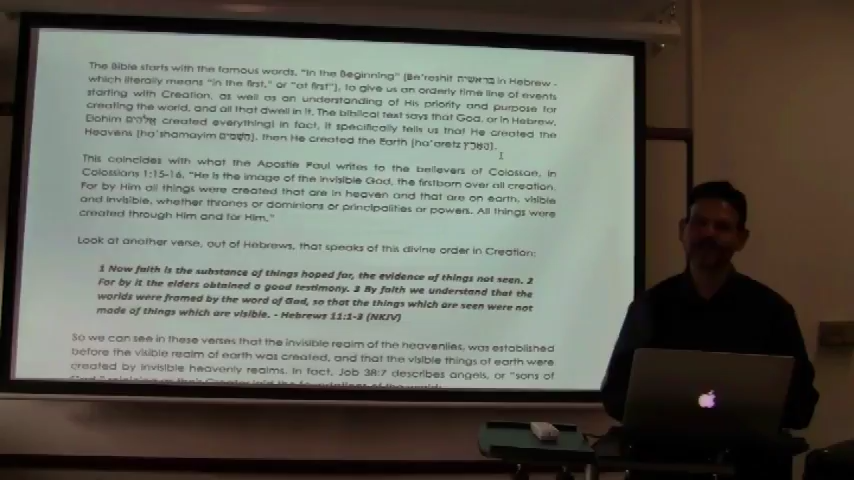 The Bible starts with the famous words, "In the Beginning" (Be'reshit בראשית in Hebrew -
which literally means "in the first," or "at first"), to give us an orderly time line of events
starting with Creation, as well as an understanding of His priority and purpose for
creating the world, and all that dwell in it. The biblical text says that God, or in Hebrew,
Elohim אלהים created everything! In fact, it specifically tells us that He created the
Heavens (ha'shamayim השמים), then He created the Earth (ha'aretz הארץ).
This coincides with what the Apostle Paul writes to the believers of Colossae, in
Colossians 1:15-16, "He is the image of the invisible God, the firstborn over all creation.
For by Him all things were created that are in heaven and that are on earth, visible
and invisible, whether thrones or dominions or principalities or powers. All things were
created through Him and for Him."
Look at another verse, out of Hebrews, that speaks of this divine order in Creation:
1 Now faith is the substance of things hoped for, the evidence of things not seen. 2
For by it the elders obtained a good testimony. 3 By faith we understand that the
worlds were framed by the word of God, so that the things which are seen were not
made of things which are visible. - Hebrews 11:1-3 (NKJV)
So we can see in these verses that the invisible realm of the heavenlies, was established
before the visible realm of earth was created, and that the visible things of earth were
created by invisible heavenly realms. In fact, Job 38:7 describes angels, or "sons of